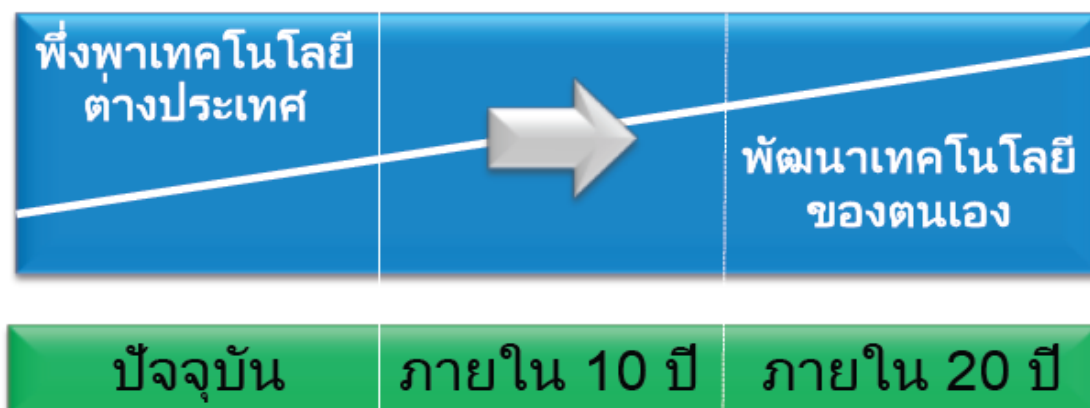 พึ่งพาเทคโนโลยี
ต่างประเทศ
พัฒนาเทคโนโลยี
ของตนเอง
ปัจจุบัน
ภายใน 10 ปี
ภายใน 20 ปี